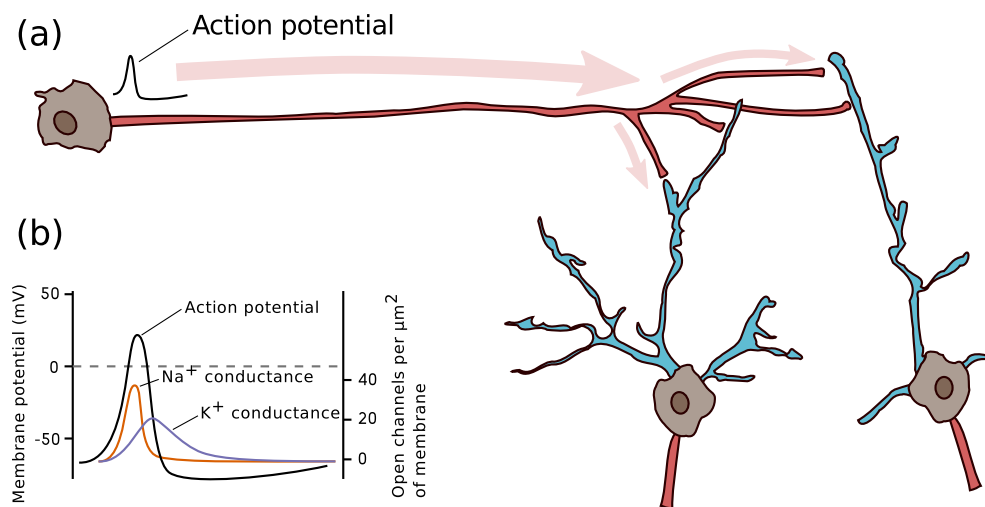 (a)
Action potential
(b)
Membrane potential (mV)
50
0
-50
Action potential
Na⁺ conductance
K⁺ conductance
40
20
0
Open channels per µm²
of membrane